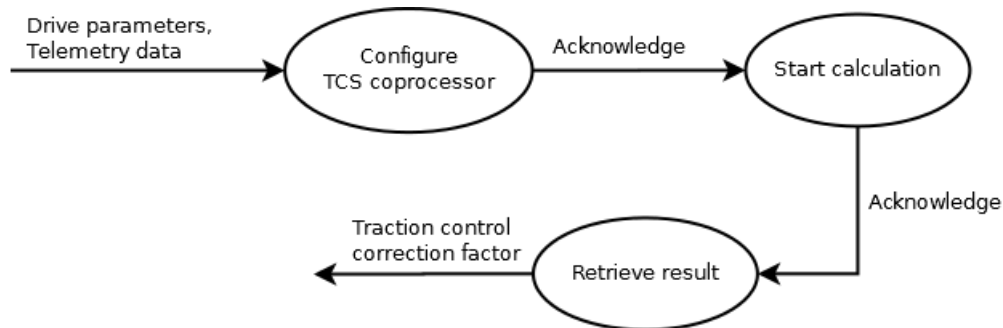 Drive parameters,
Telemetry data
Configure
TCS coprocessor
Acknowledge
Start calculation
Acknowledge
Traction control
correction factor
Retrieve result